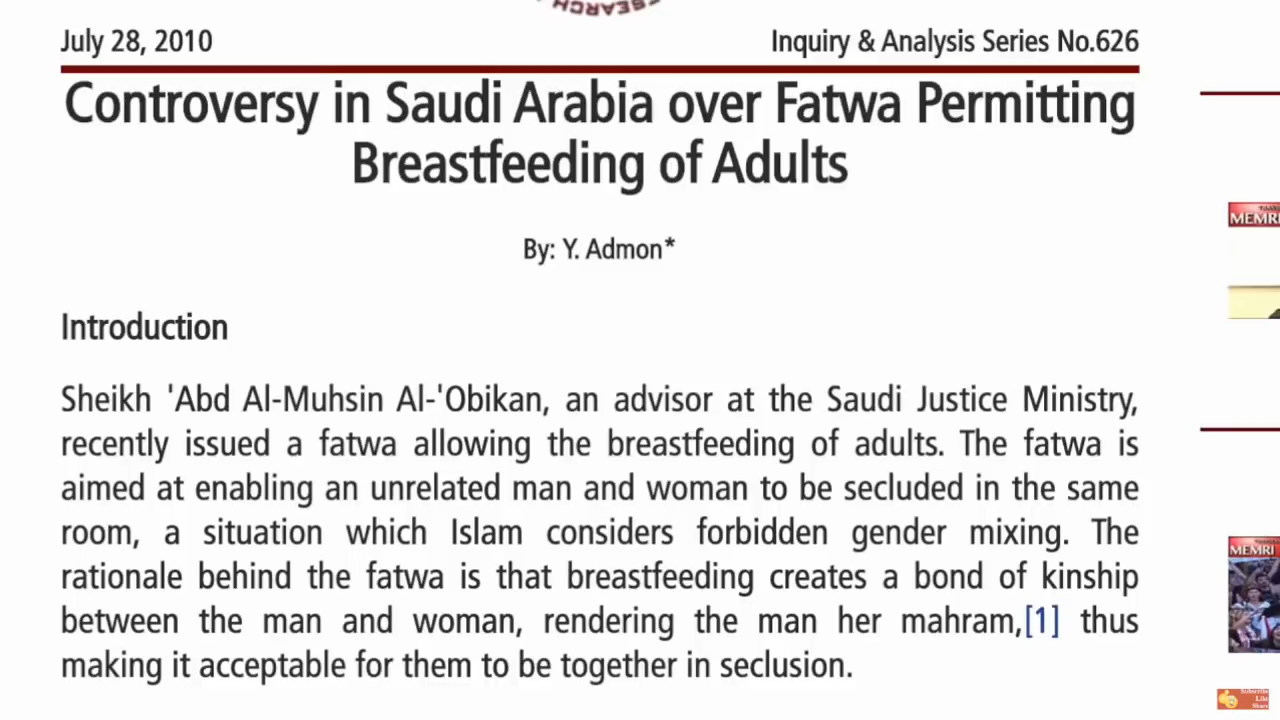 July 28, 2010
Inquiry & Analysis Series No.626
Controversy in Saudi Arabia over Fatwa Permitting
Breastfeeding of Adults
By: Y. Admon*
Introduction
Sheikh 'Abd Al-Muhsin Al-'Obikan, an advisor at the Saudi Justice Ministry,
recently issued a fatwa allowing the breastfeeding of adults. The fatwa is
aimed at enabling an unrelated man and woman to be secluded in the same
room, a situation which Islam considers forbidden gender mixing. The
rationale behind the fatwa is that breastfeeding creates a bond of kinship
between the man and woman, rendering the man her mahram,[1] thus
making it acceptable for them to be together in seclusion.
MEMRI
MEMRI
Subscribe
Like
Share